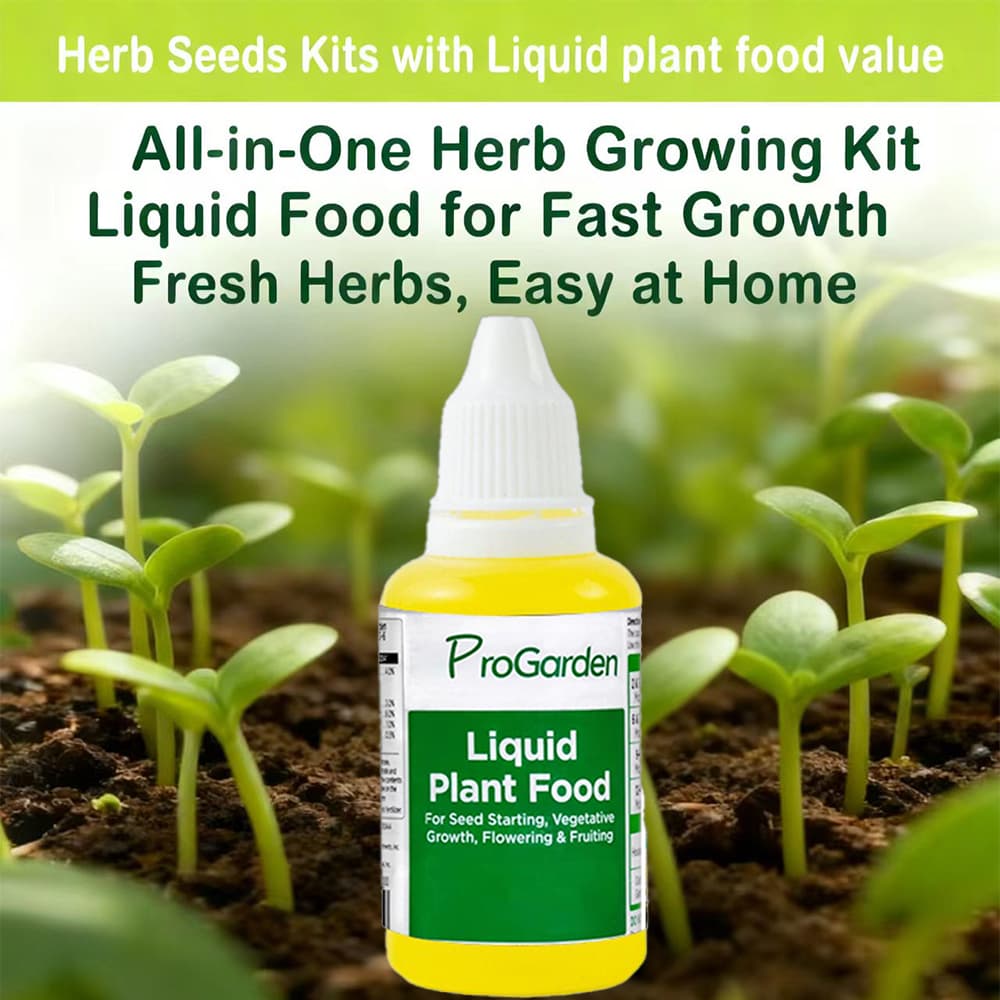 Herb Seeds Kits with Liquid plant food value
All-in-One Herb Growing Kit
Liquid Food for Fast Growth
Fresh Herbs, Easy at Home
ProGarden
Liquid
Plant Food
For Seed Starting, Vegetative
Growth, Flowering & Fruiting